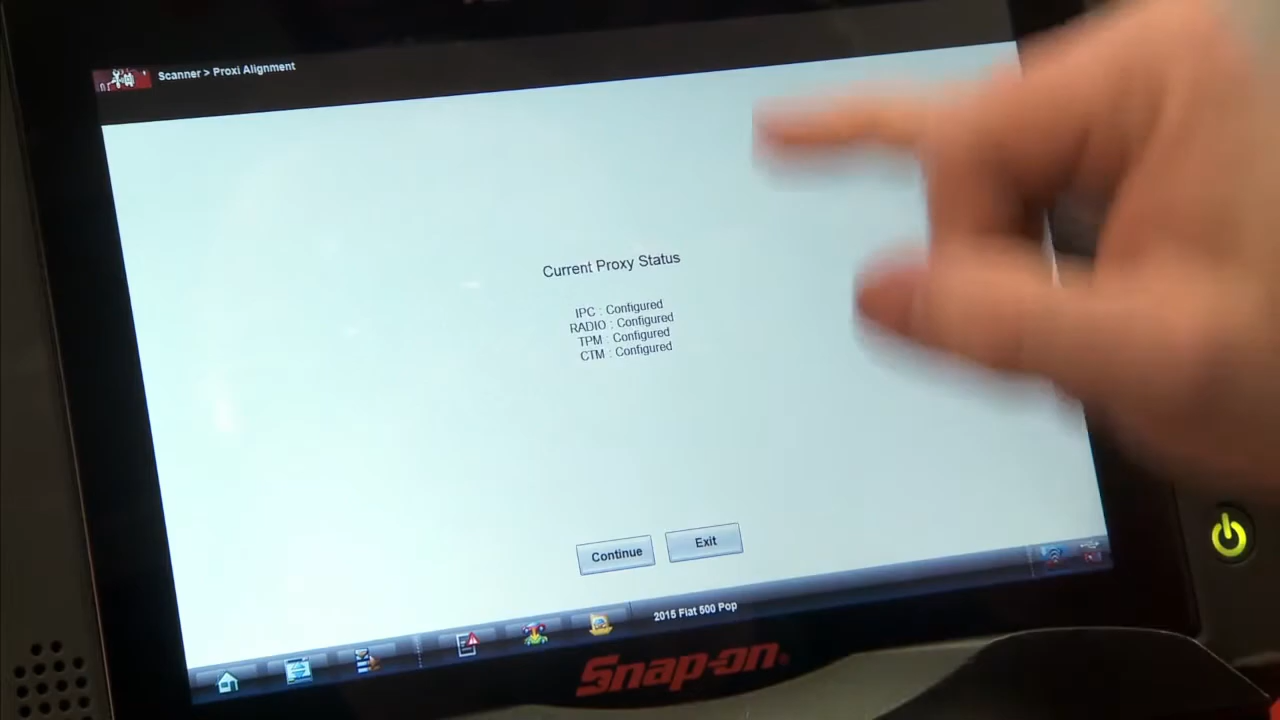 Scanner > Proxi Alignment
Current Proxy Status
IPC : Configured
RADIO : Configured
TPM : Configured
CTM : Configured
Continue
Exit
2015 Fiat 500 Pop
Snap-on